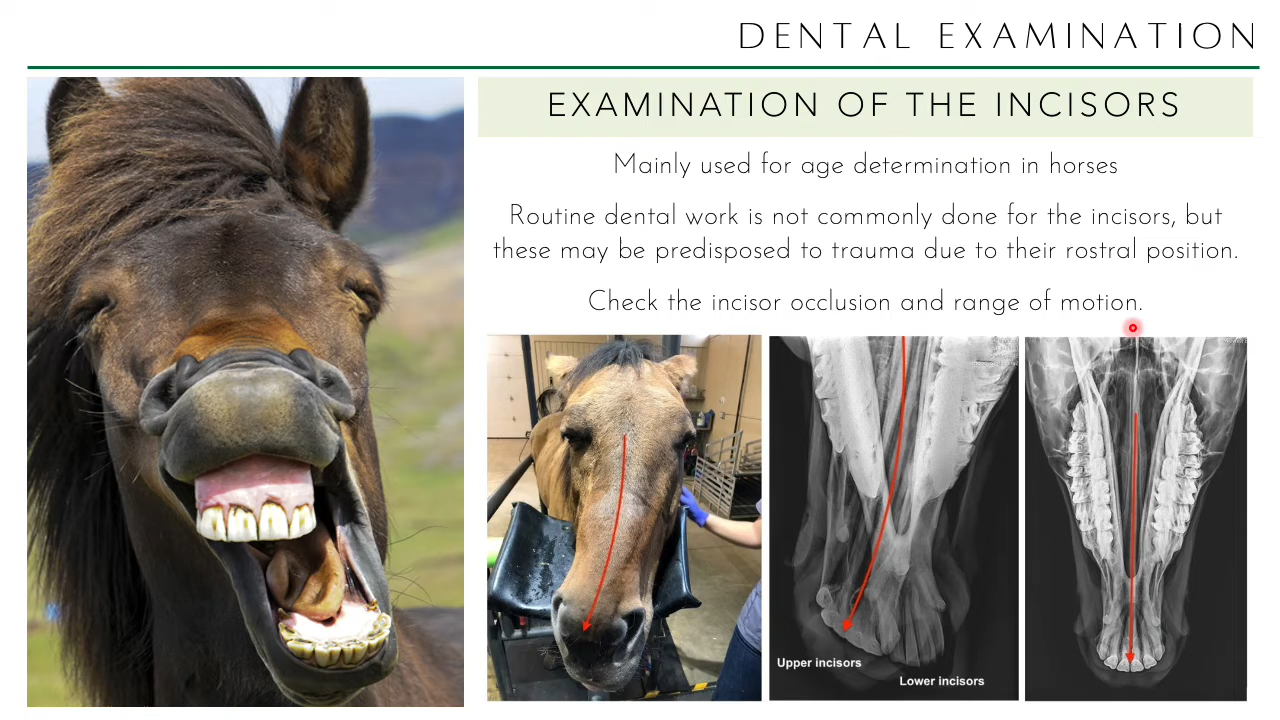 DENTAL EXAMINATION
EXAMINATION OF THE INCISORS
Mainly used for age determination in horses
Routine dental work is not commonly done for the incisors, but
these may be predisposed to trauma due to their rostral position.
Check the incisor occlusion and range of motion.
Upper incisors
Lower incisors